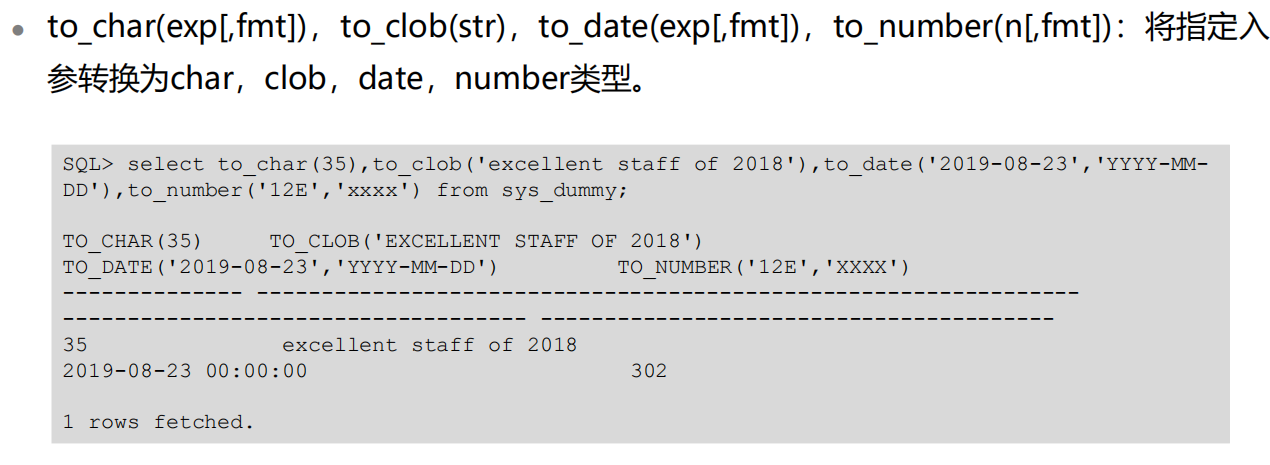 • to_char(exp[,fmt])，to_clob(str)，to_date(exp[,fmt])，to_number(n[,fmt])：将指定入
参转换为char，clob，date，number类型。
SQL> select to_char(35),to_clob('excellent staff of 2018'),to_date('2019-08-23','YYYY-MM-
DD'),to_number('12E','xxxx') from sys_dummy;
TO_CHAR(35) TO_CLOB('EXCELLENT STAFF OF 2018')
TO_DATE('2019-08-23','YYYY-MM-DD') TO_NUMBER('12E','XXXX')
-------------- ----------------------------------------------------------------
------------------------------------ ----------------------------------------
35 excellent staff of 2018
2019-08-23 00:00:00 302
1 rows fetched.